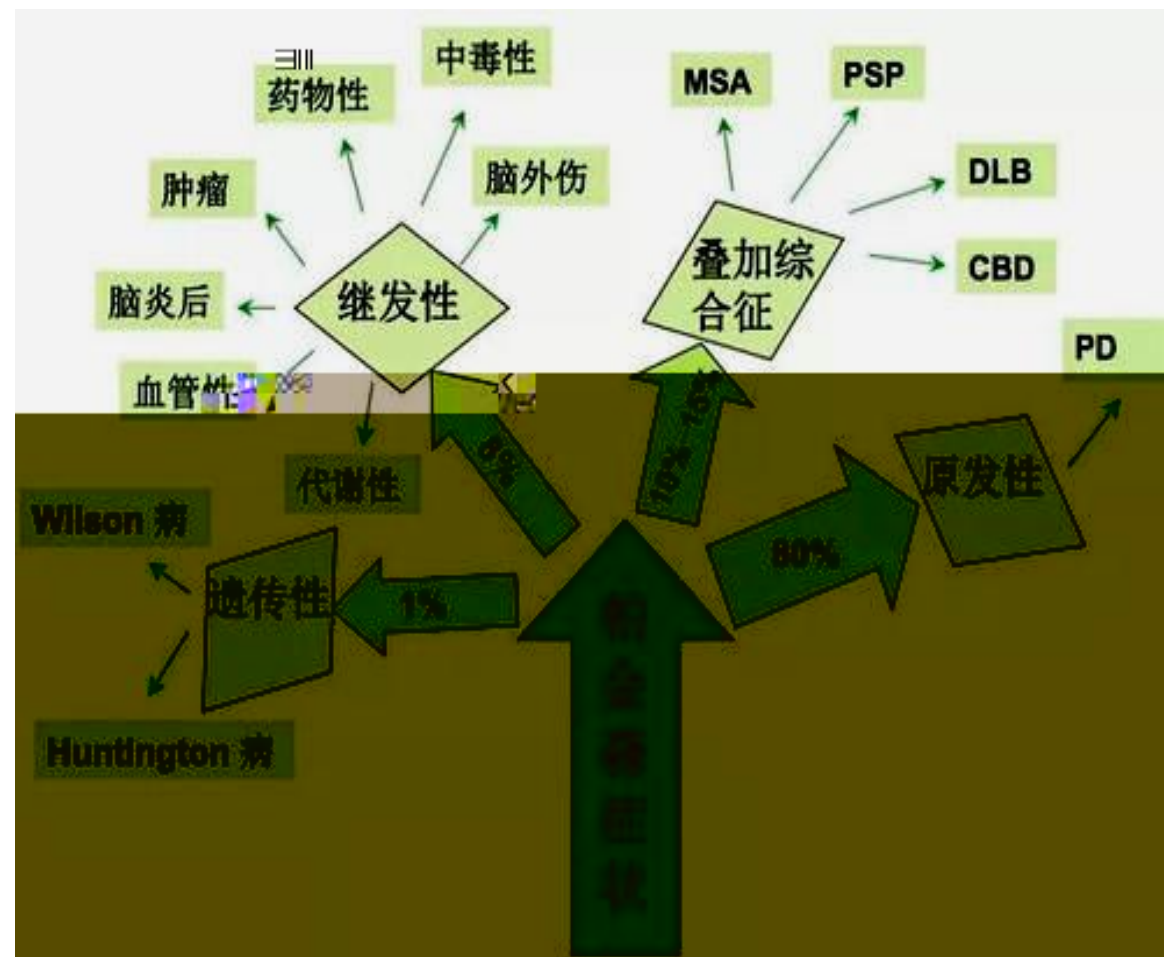 中毒性
药物性
脑外伤
肿瘤
继发性
脑炎后
血管性
代谢性
MSA
PSP
DLB
CBD
叠加综
合征
PD
原发性
10%
80%
Wilson 病
遗传性
1%
Huntington 病
状